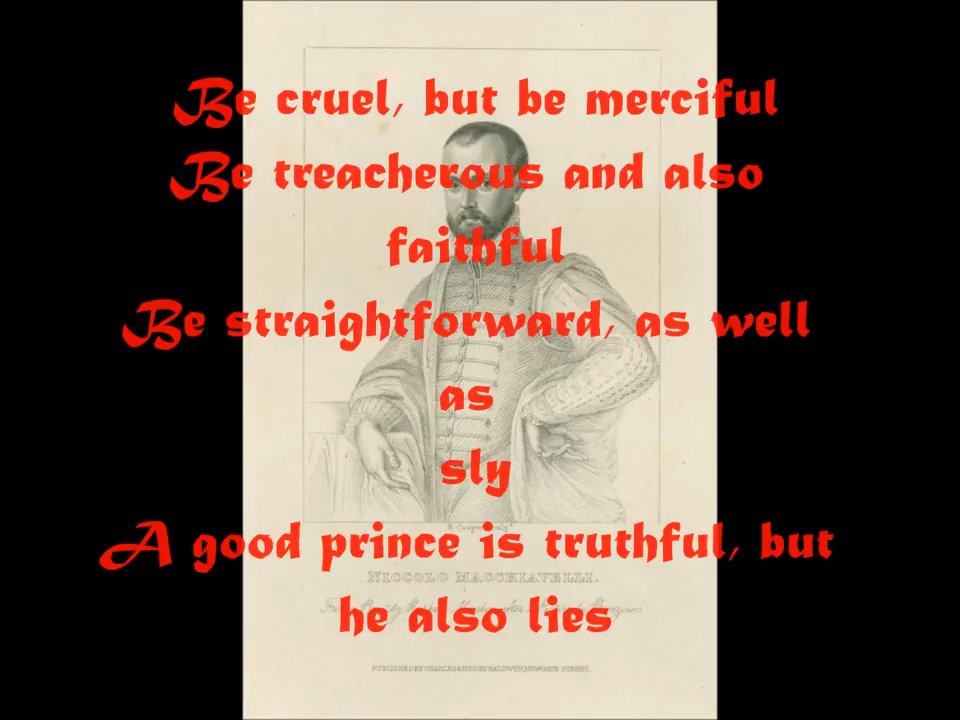 Be cruel, but be merciful
Be treacherous and also
faithful
Be straightforward, as well
as
sly
A good prince is truthful, but
he also lies
NICCOLO MACCHIAVELLI.